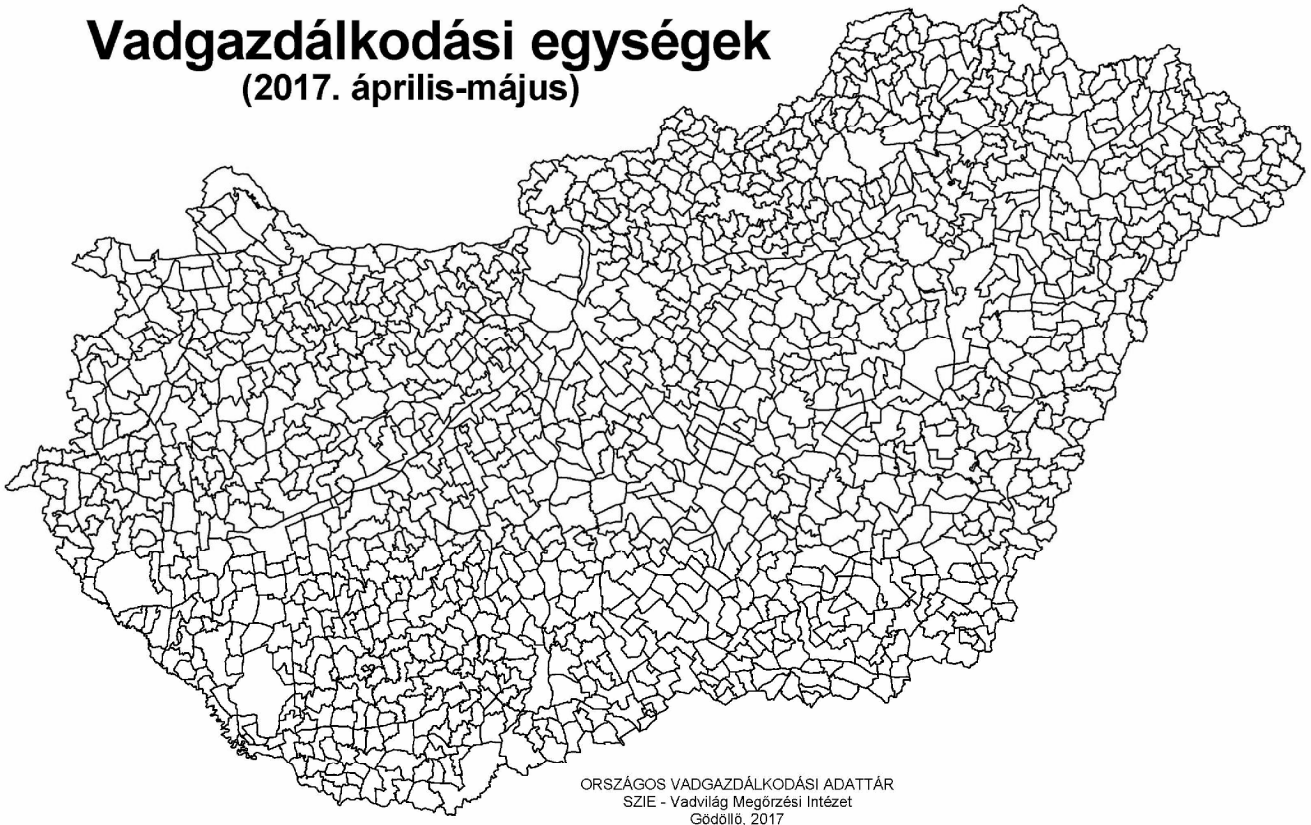 Vadgazdálkodási egységek
(2017. április-május)
ORSZÁGOS VADGAZDÁLKODÁSI ADATTÁR
SZIE - Vadvilág Megőrzési Intézet
Gödöllő, 2017